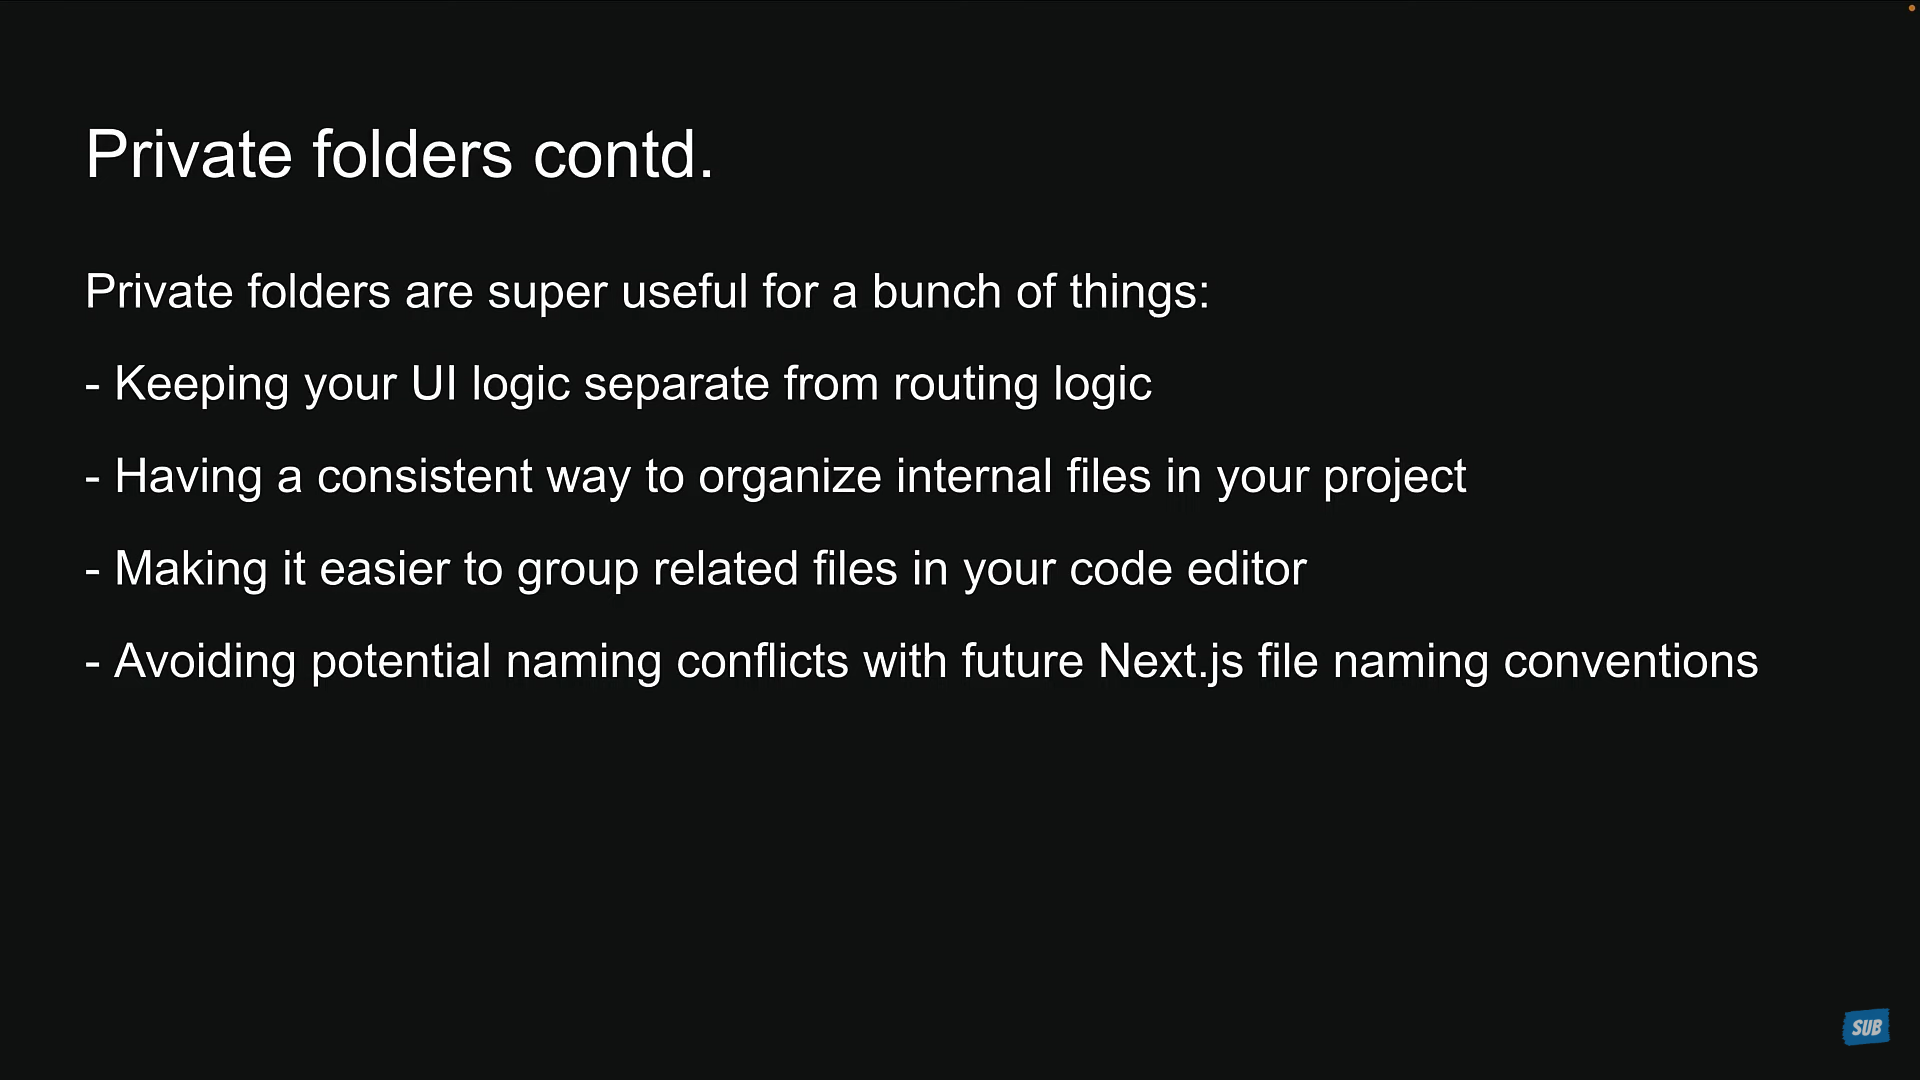 Private folders contd.
Private folders are super useful for a bunch of things:
- Keeping your UI logic separate from routing logic
- Having a consistent way to organize internal files in your project
- Making it easier to group related files in your code editor
- Avoiding potential naming conflicts with future Next.js file naming conventions
SUB